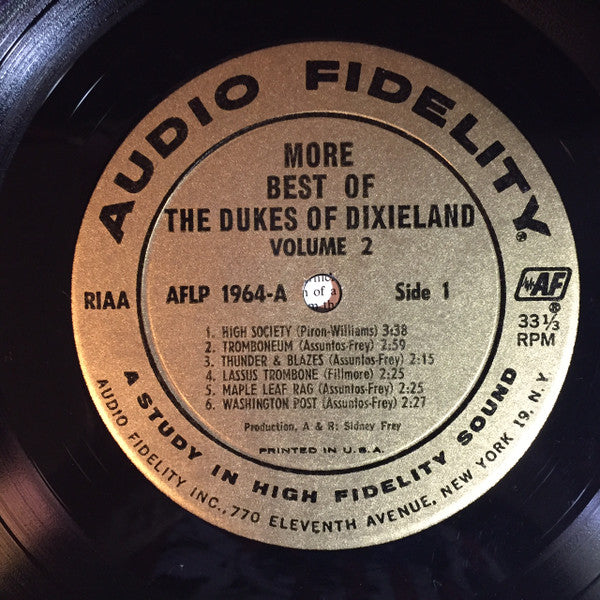 AUDIO FIDELITY®
MORE
BEST OF
THE DUKES OF DIXIELAND
VOLUME 2
RIAA
AFLP 1964-A
of a
Side 1
AF®
33⅓
RPM
1. HIGH SOCIETY (Piron-Williams) 3:38
2. TROMBONEUM (Assuntos-Frey) 2:59
3. THUNDER & BLAZES (Assuntos-Frey) 2:15
4. LASSUS TROMBONE (Fillmore) 2:25
5. MAPLE LEAF RAG (Assuntos-Frey) 2:25
6. WASHINGTON POST (Assuntos-Frey) 2:27
Production, A & R: Sidney Frey
PRINTED IN U.S.A.
A STUDY IN HIGH FIDELITY SOUND
AUDIO FIDELITY INC., 770 ELEVENTH AVENUE, NEW YORK 19, N.Y.